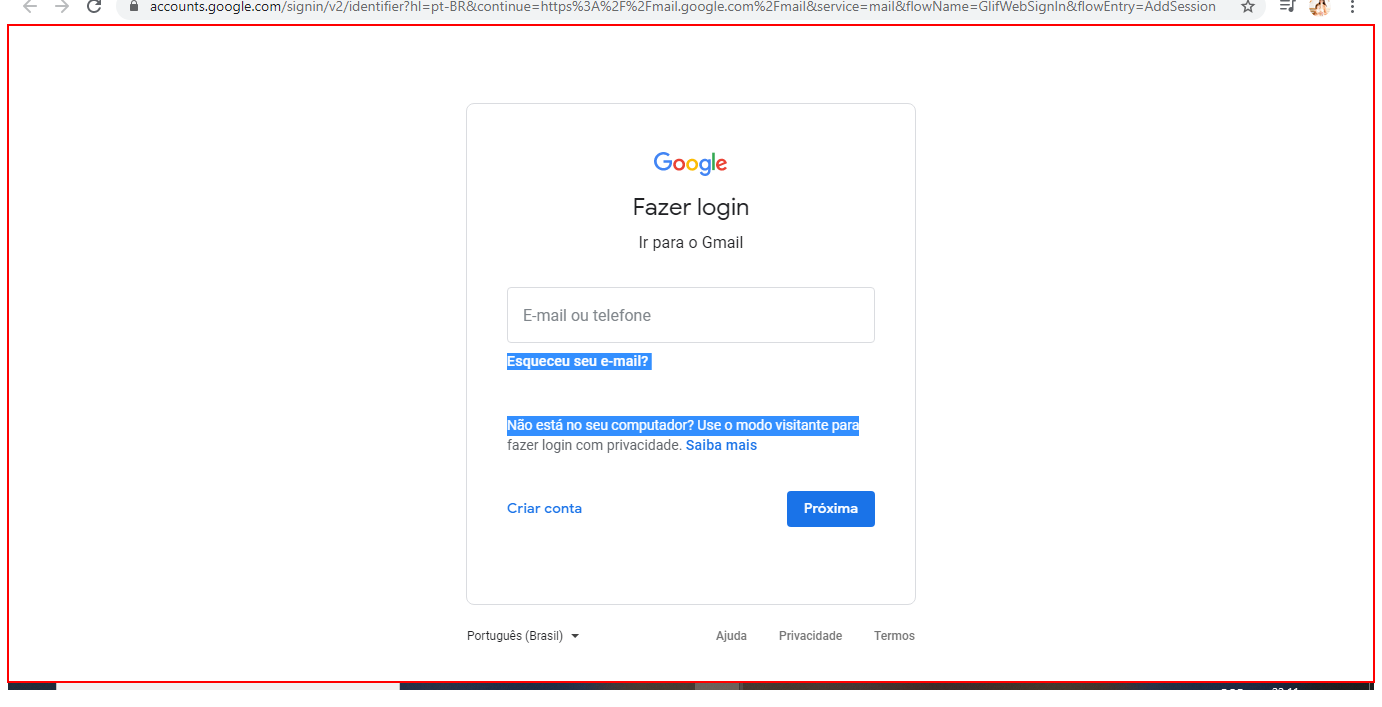 accounts.google.com/signin/v2/identifier?hl=pt-BR&continue=https%3A%2F%2Fmail.google.com%2Fmail&service=mail&flowName=GlifWebSignIn&flowEntry=AddSession
Google
Fazer login
Ir para o Gmail
E-mail ou telefone
Esqueceu seu e-mail?
Não está no seu computador? Use o modo visitante para
fazer login com privacidade. Saiba mais
Criar conta
Próxima
Português (Brasil)
Ajuda
Privacidade
Termos